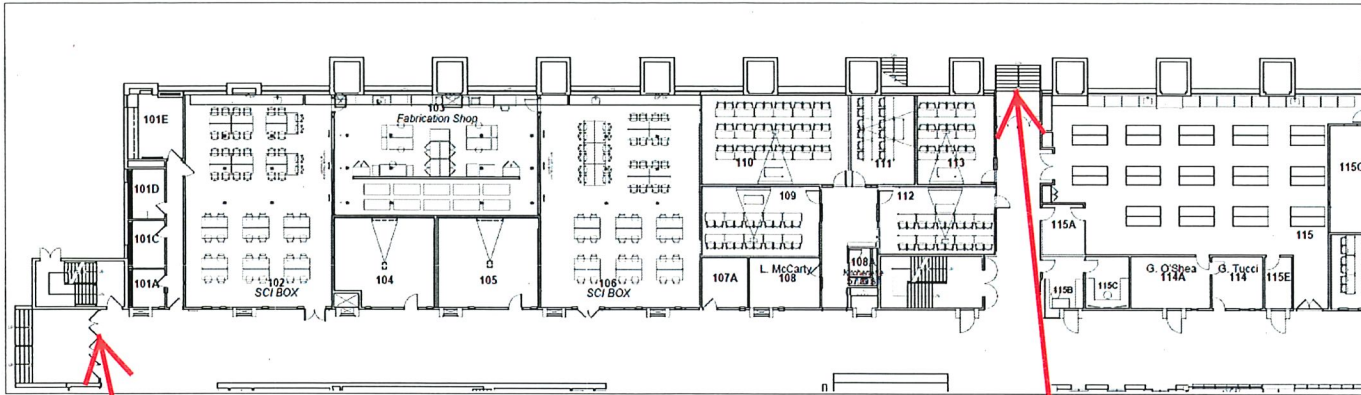 103
Fabrication Shop
101E
110
111
113
101D
115C
109
112
101C
115A
115
104
105
107A
L. McCarty
108
108A
G. O'Shea
114A
G. Tucci
114
115E
101A
102
SCI BOX
106
SCI BOX
115B
115C